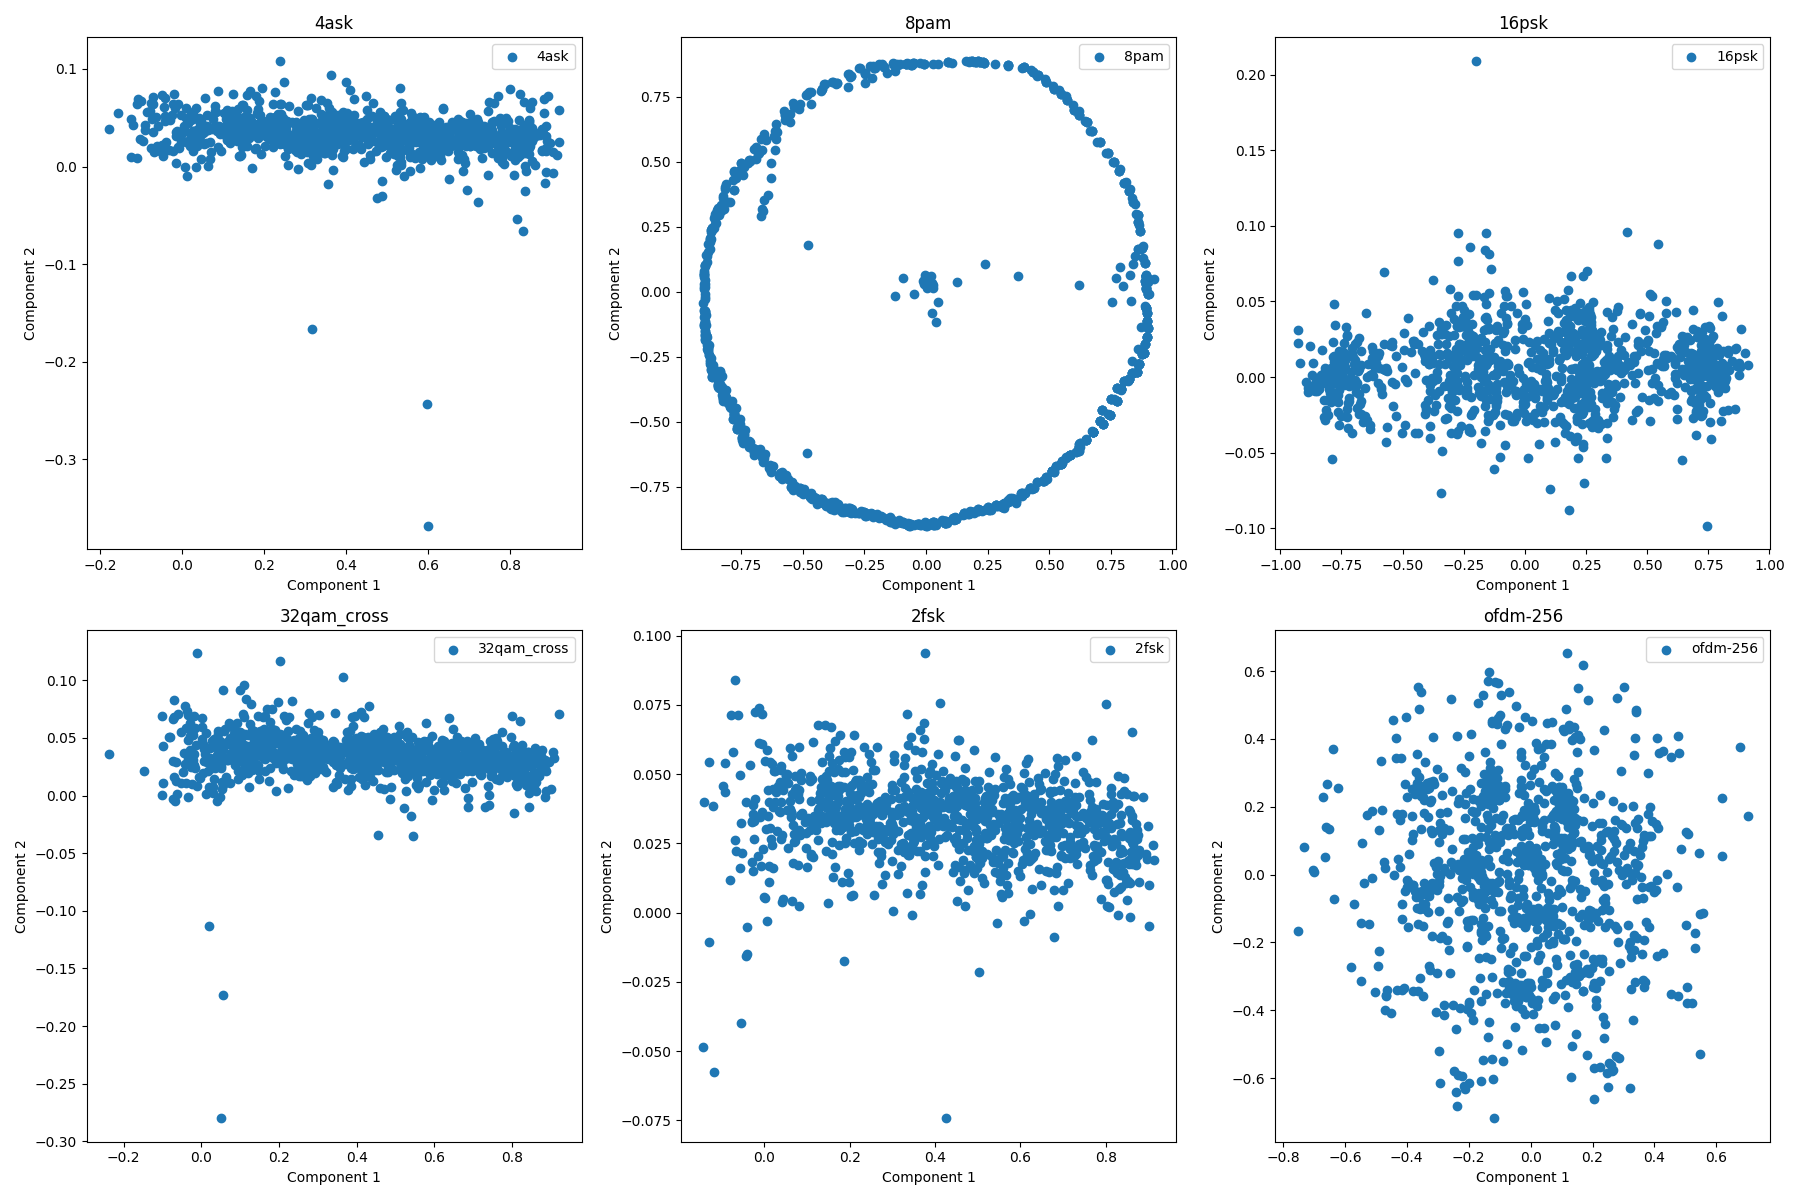 4ask
4ask
0.1
0.0
−0.1
−0.2
−0.3
Component 2
−0.2 0.0 0.2 0.4 0.6 0.8
Component 1
8pam
8pam
0.75
0.50
0.25
0.00
−0.25
−0.50
−0.75
Component 2
−0.75 −0.50 −0.25 0.00 0.25 0.50 0.75 1.00
Component 1
16psk
16psk
0.20
0.15
0.10
0.05
0.00
−0.05
−0.10
Component 2
−1.00 −0.75 −0.50 −0.25 0.00 0.25 0.50 0.75 1.00
Component 1
32qam_cross
32qam_cross
0.10
0.05
0.00
−0.05
−0.10
−0.15
−0.20
−0.25
−0.30
Component 2
−0.2 0.0 0.2 0.4 0.6 0.8
Component 1
2fsk
2fsk
0.100
0.075
0.050
0.025
0.000
−0.025
−0.050
−0.075
Component 2
0.0 0.2 0.4 0.6 0.8
Component 1
ofdm-256
ofdm-256
0.6
0.4
0.2
0.0
−0.2
−0.4
−0.6
Component 2
−0.8 −0.6 −0.4 −0.2 0.0 0.2 0.4 0.6
Component 1